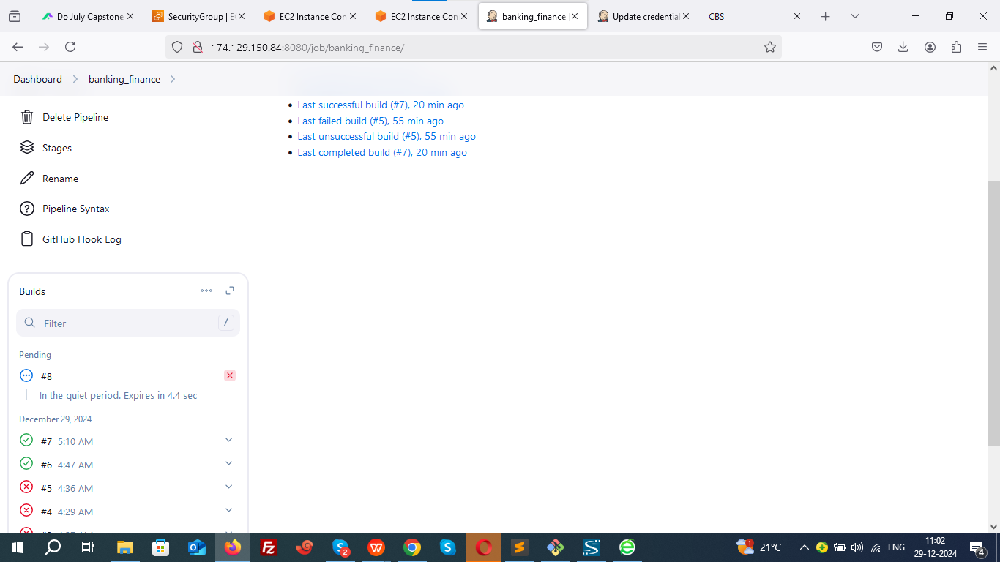 Do July Capstone
SecurityGroup | E
EC2 Instance Con
EC2 Instance Con
banking_finance
Update credential
CBS
174.129.150.84:8080/job/banking_finance/
Dashboard
banking_finance
Delete Pipeline
Stages
Rename
Pipeline Syntax
GitHub Hook Log
Last successful build (#7), 20 min ago
Last failed build (#5), 55 min ago
Last unsuccessful build (#5), 55 min ago
Last completed build (#7), 20 min ago
Builds
Filter
/
Pending
#8
In the quiet period. Expires in 4.4 sec
December 29, 2024
#7 5:10 AM
#6 4:47 AM
#5 4:36 AM
#4 4:29 AM
Fz
2
W
S
S
1
21°C
ENG
11:02
29-12-2024
4